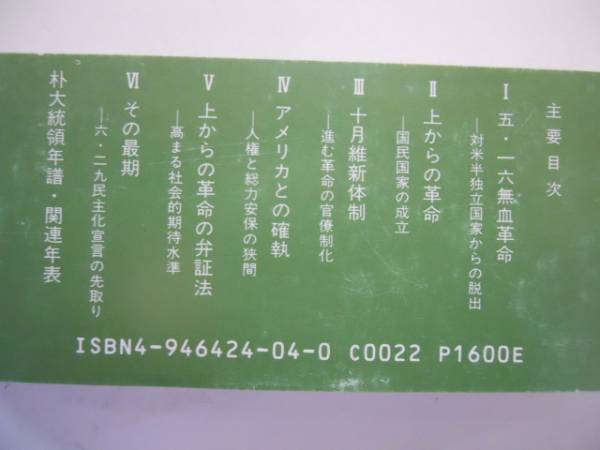 主要目次
Ⅰ 五・一六無血革命
―対米半独立国家からの脱出
Ⅱ 上からの革命
―国民国家の成立
Ⅲ 十月維新体制
―進む革命の官僚制化
Ⅳ アメリカとの確執
―人権と総力安保の狭間
Ⅴ 上からの革命の弁証法
―高まる社会的期待水準
Ⅵ その最期
―六・二九民主化宣言の先取り
朴大統領年譜・関連年表
ISBN4-946424-04-0 C0022 P1600E